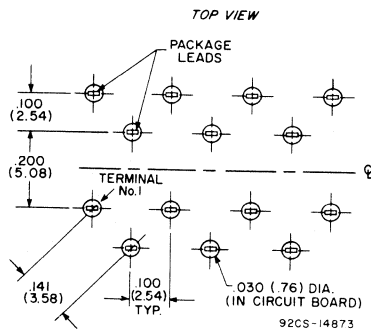 TOP VIEW
PACKAGE
LEADS
.100
(2.54)
.200
(5.08)
℄
TERMINAL
No.1
.141
(3.58)
.100
(2.54)
TYP.
.030 (.76) DIA.
(IN CIRCUIT BOARD)
92CS-14873